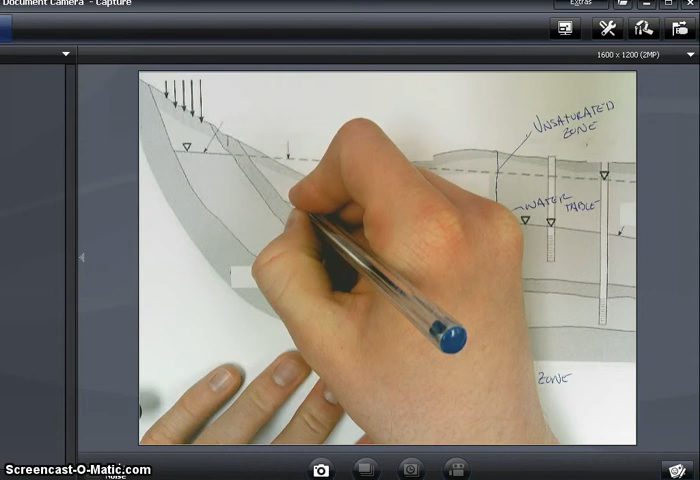 Document Camera - Capture
Extras
1600 x 1200 (2MP)
UNSATURATED
ZONE
WATER
TABLE
ZONE
Screencast-O-Matic.com